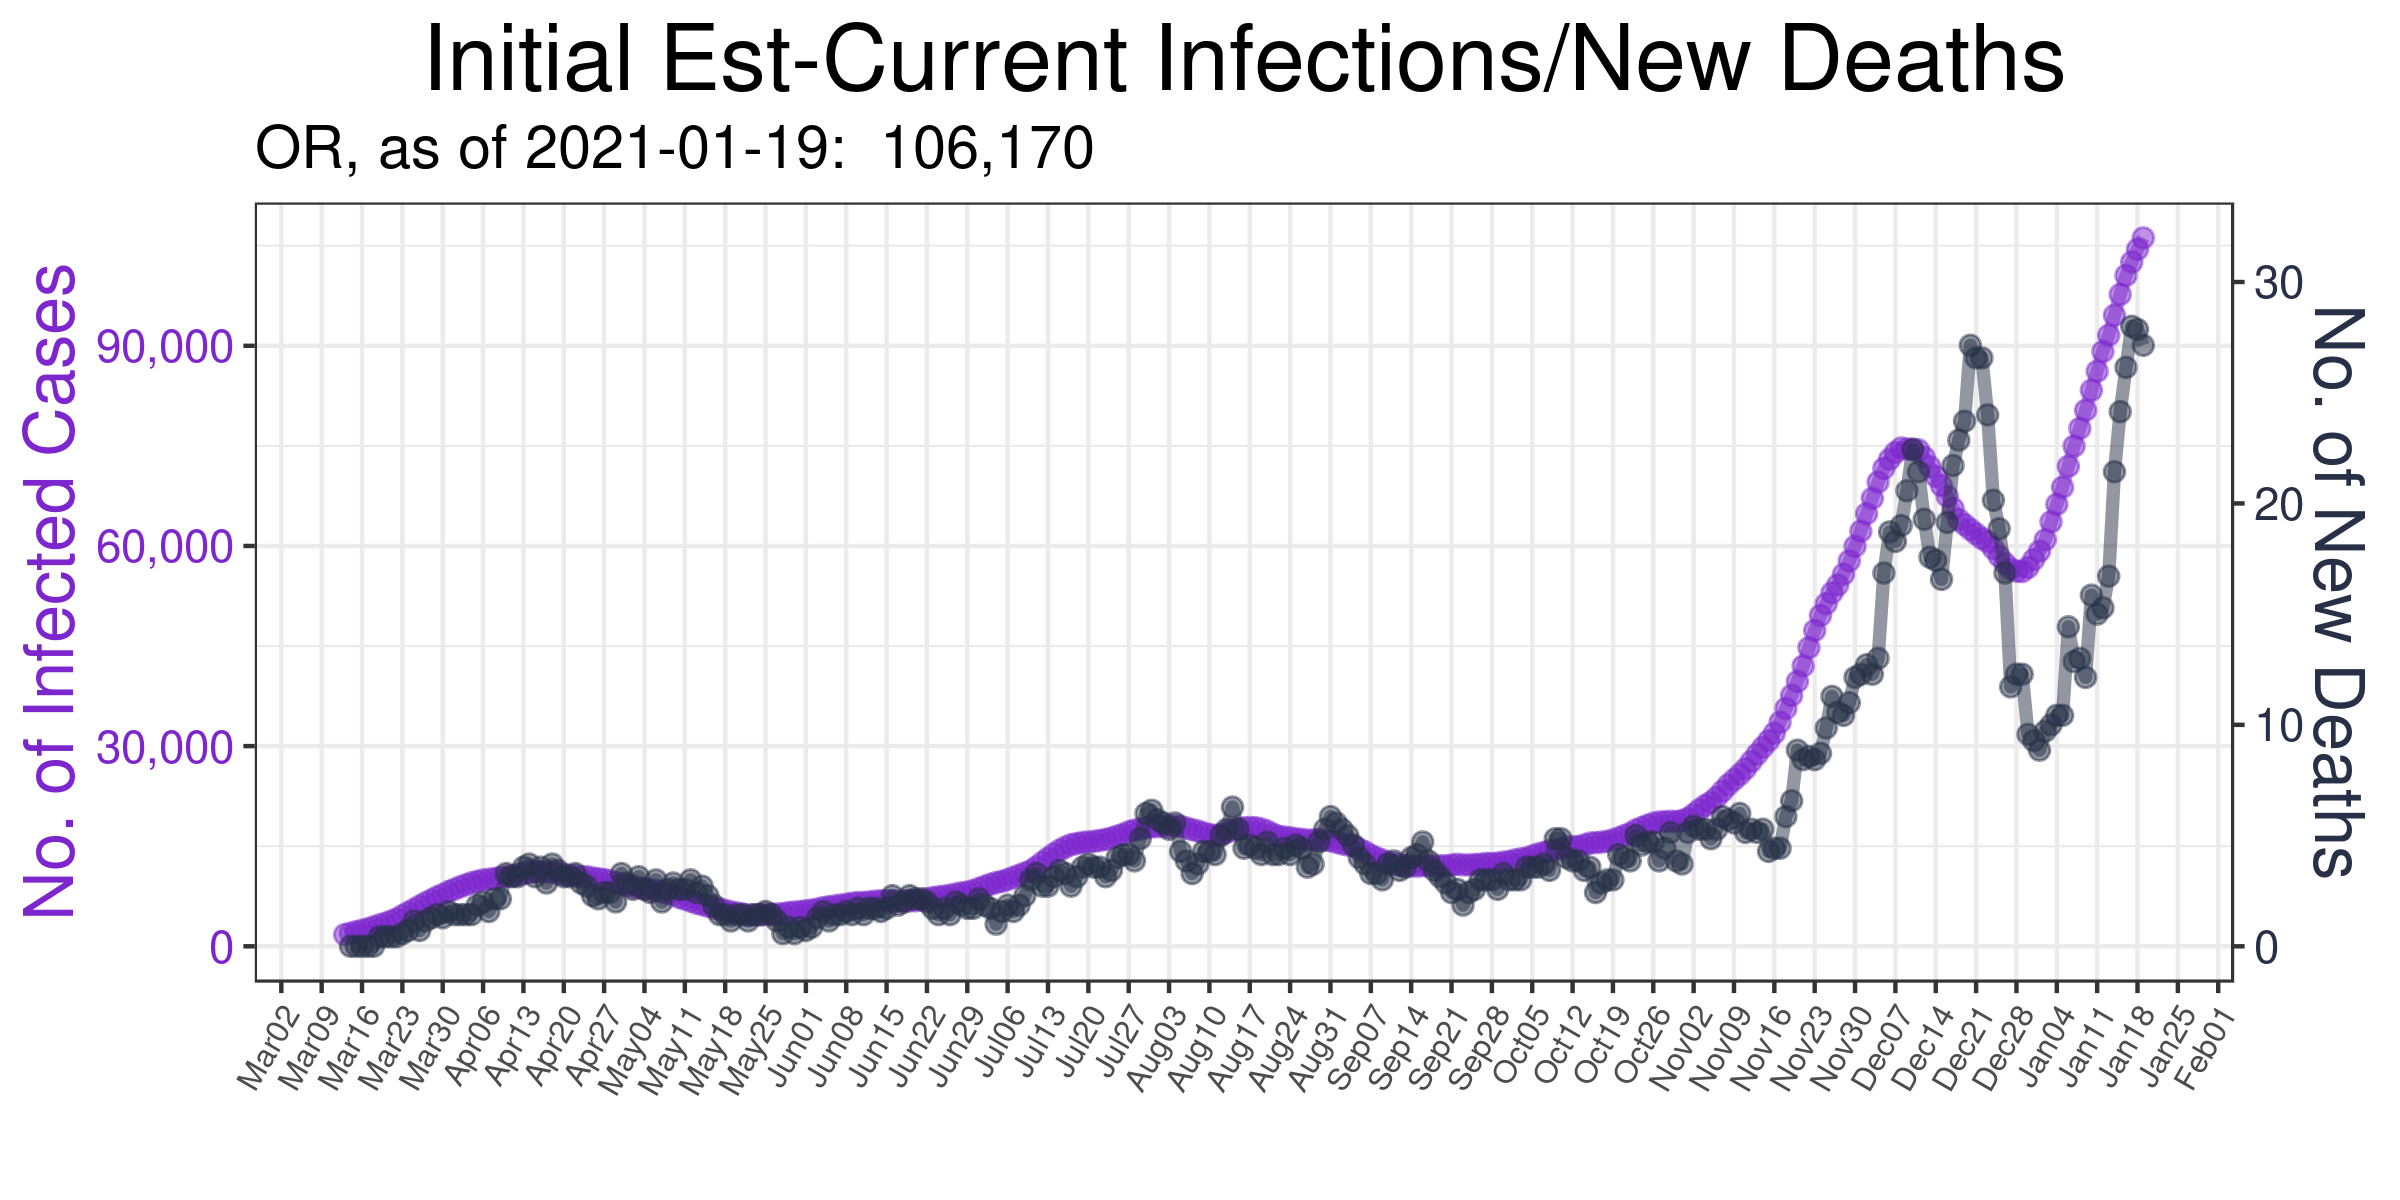 Initial Est-Current Infections/New Deaths
OR, as of 2021-01-19:  106,170
No. of Infected Cases
90,000
60,000
30,000
0
30
20
10
0
No. of New Deaths
Mar02
Mar09
Mar16
Mar23
Mar30
Apr06
Apr13
Apr20
Apr27
May04
May11
May18
May25
Jun01
Jun08
Jun15
Jun22
Jun29
Jul06
Jul13
Jul20
Jul27
Aug03
Aug10
Aug17
Aug24
Aug31
Sep07
Sep14
Sep21
Sep28
Oct05
Oct12
Oct19
Oct26
Nov02
Nov09
Nov16
Nov23
Nov30
Dec07
Dec14
Dec21
Dec28
Jan04
Jan11
Jan18
Jan25
Feb01